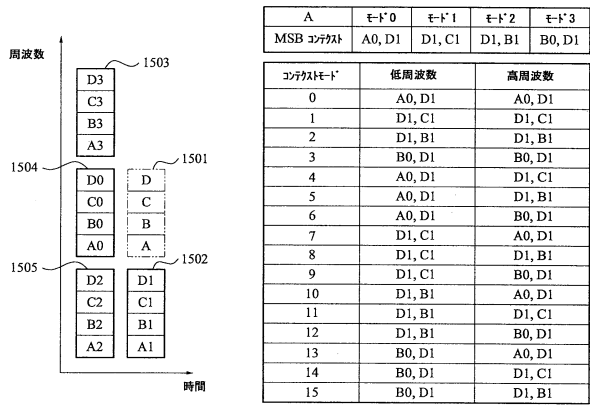 周波数
1503
D3
C3
B3
A3
1504
1501
D0
D
C0
C
B0
B
A0
A
1505
1502
D2
D1
C2
C1
B2
B1
A2
A1
時間
A ﾓｰﾄﾞ0 ﾓｰﾄﾞ1 ﾓｰﾄﾞ2 ﾓｰﾄﾞ3
MSB ｺﾝﾃｸｽﾄ A0, D1 D1, C1 D1, B1 B0, D1
ｺﾝﾃｸｽﾄﾓｰﾄﾞ 低周波数 高周波数
0 A0, D1 A0, D1
1 D1, C1 D1, C1
2 D1, B1 D1, B1
3 B0, D1 B0, D1
4 A0, D1 D1, C1
5 A0, D1 D1, B1
6 A0, D1 B0, D1
7 D1, C1 A0, D1
8 D1, C1 D1, B1
9 D1, C1 B0, D1
10 D1, B1 A0, D1
11 D1, B1 D1, C1
12 D1, B1 B0, D1
13 B0, D1 A0, D1
14 B0, D1 D1, C1
15 B0, D1 D1, B1